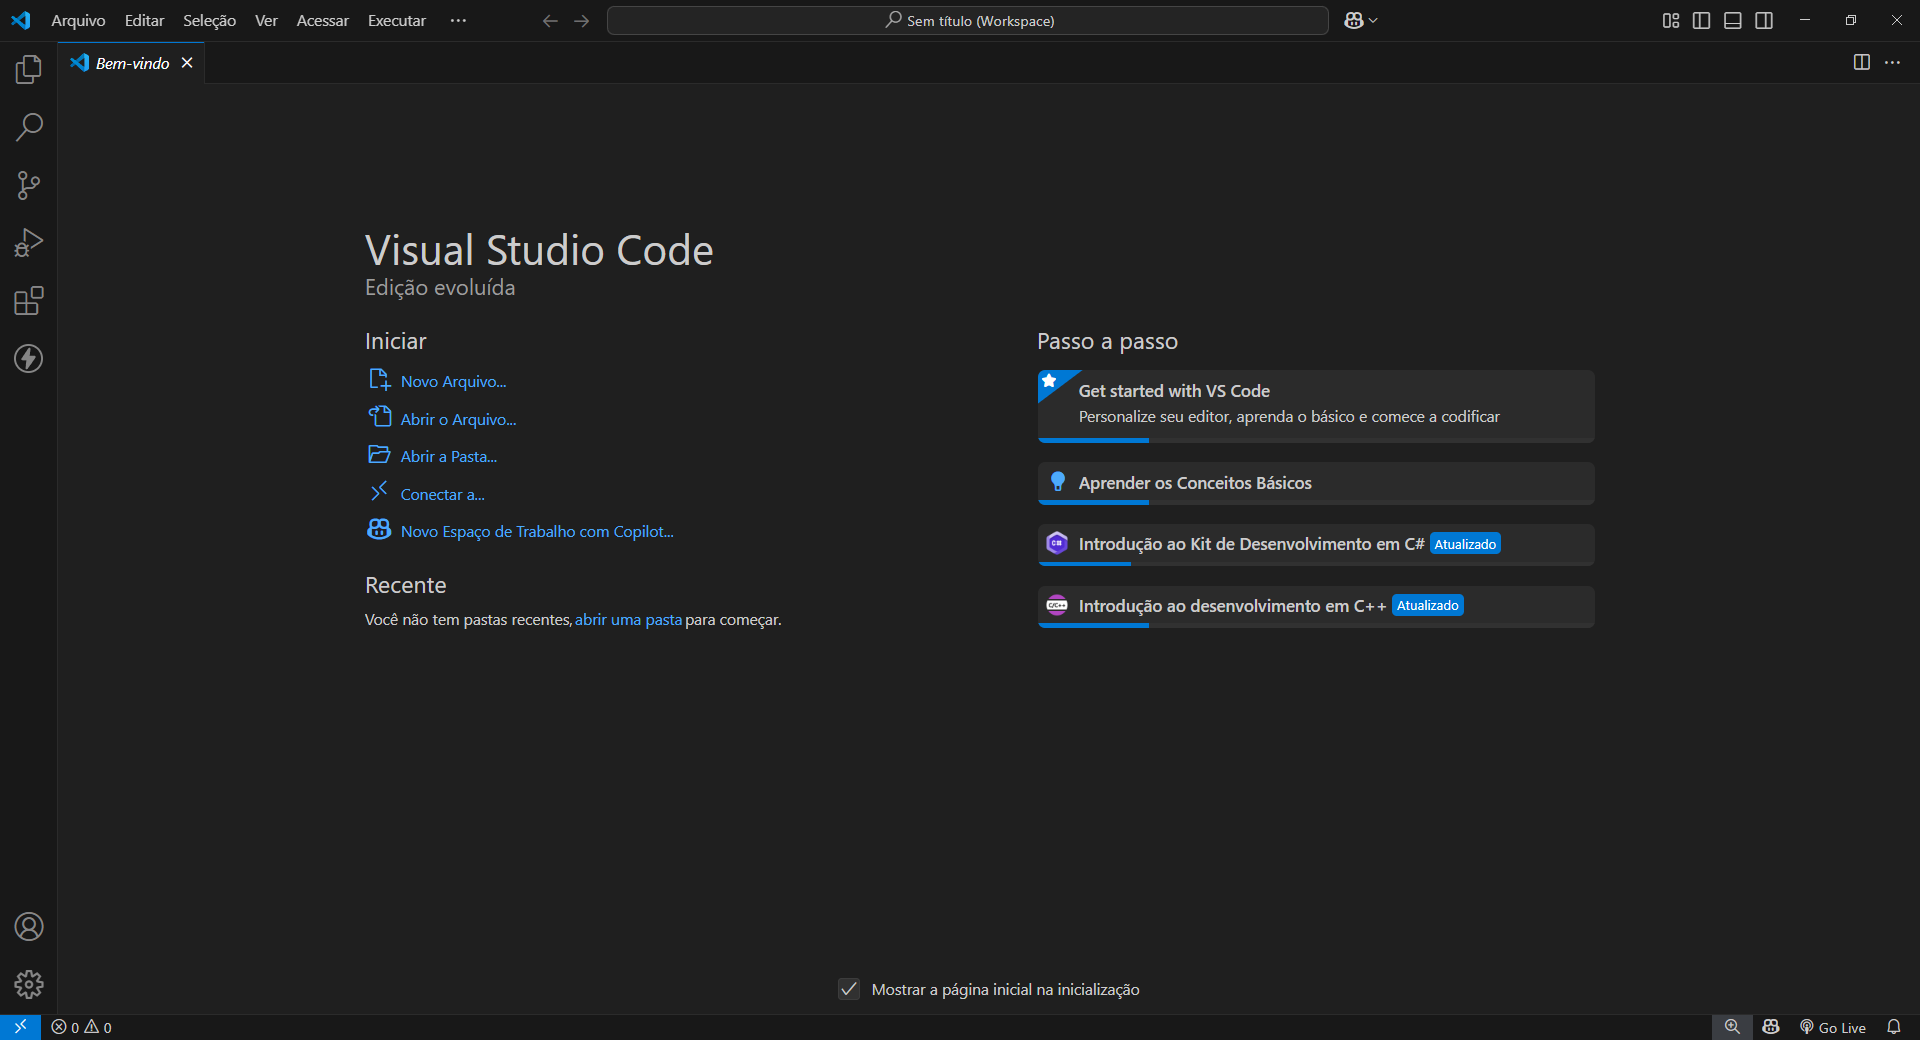 Arquivo Editar Seleção Ver Acessar Executar ···
Sem título (Workspace)
Bem-vindo
Visual Studio Code
Edição evoluída
Iniciar
Novo Arquivo...
Abrir o Arquivo...
Abrir a Pasta...
Conectar a...
Novo Espaço de Trabalho com Copilot...
Recente
Você não tem pastas recentes, abrir uma pasta para começar.
Passo a passo
Get started with VS Code
Personalize seu editor, aprenda o básico e comece a codificar
Aprender os Conceitos Básicos
C# Introdução ao Kit de Desenvolvimento em C# Atualizado
C/C++ Introdução ao desenvolvimento em C++ Atualizado
Mostrar a página inicial na inicialização
0 0 Go Live